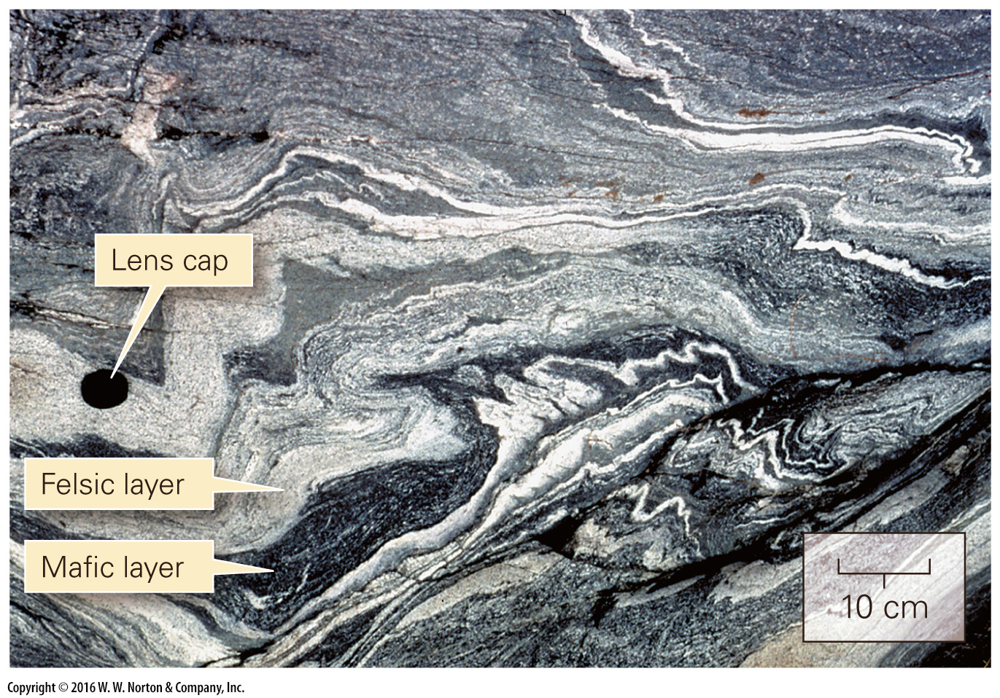 Lens cap
Felsic layer
Mafic layer
10 cm
Copyright © 2016 W. W. Norton & Company, Inc.